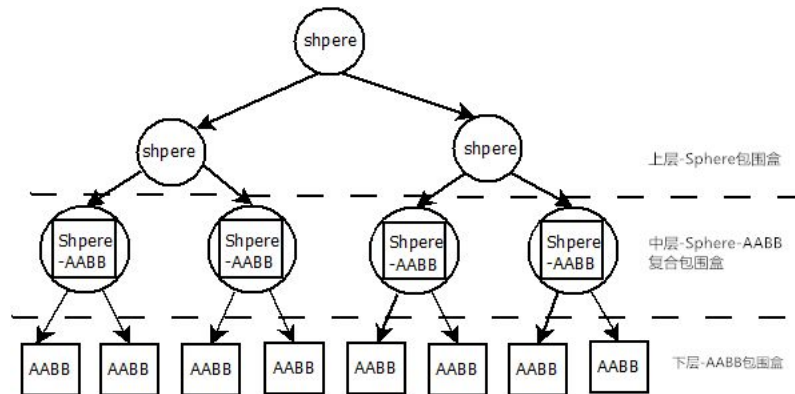 shpere
shpere
shpere
上层-Sphere包围盒
Shpere
-AABB
Shpere
-AABB
Shpere
-AABB
Shpere
-AABB
中层-Sphere-AABB
复合包围盒
AABB
AABB
AABB
AABB
AABB
AABB
AABB
AABB
下层-AABB包围盒